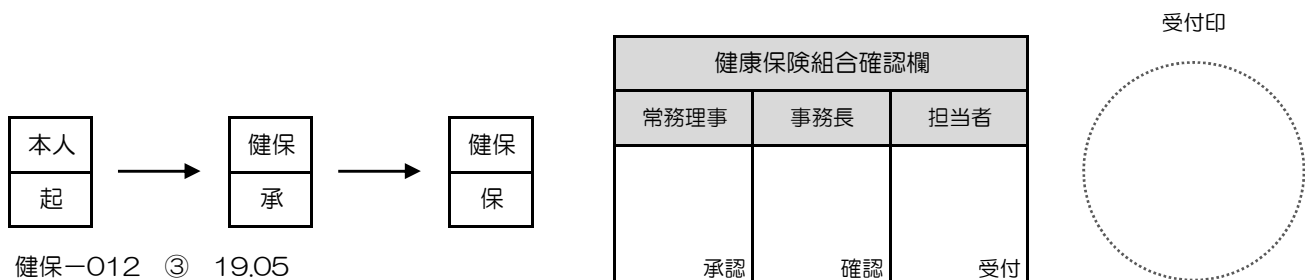 受付印
健康保険組合確認欄
常務理事 事務長 担当者
本人 健保 健保
起 承 保
承認 確認 受付
健保－012 ③ 19.05